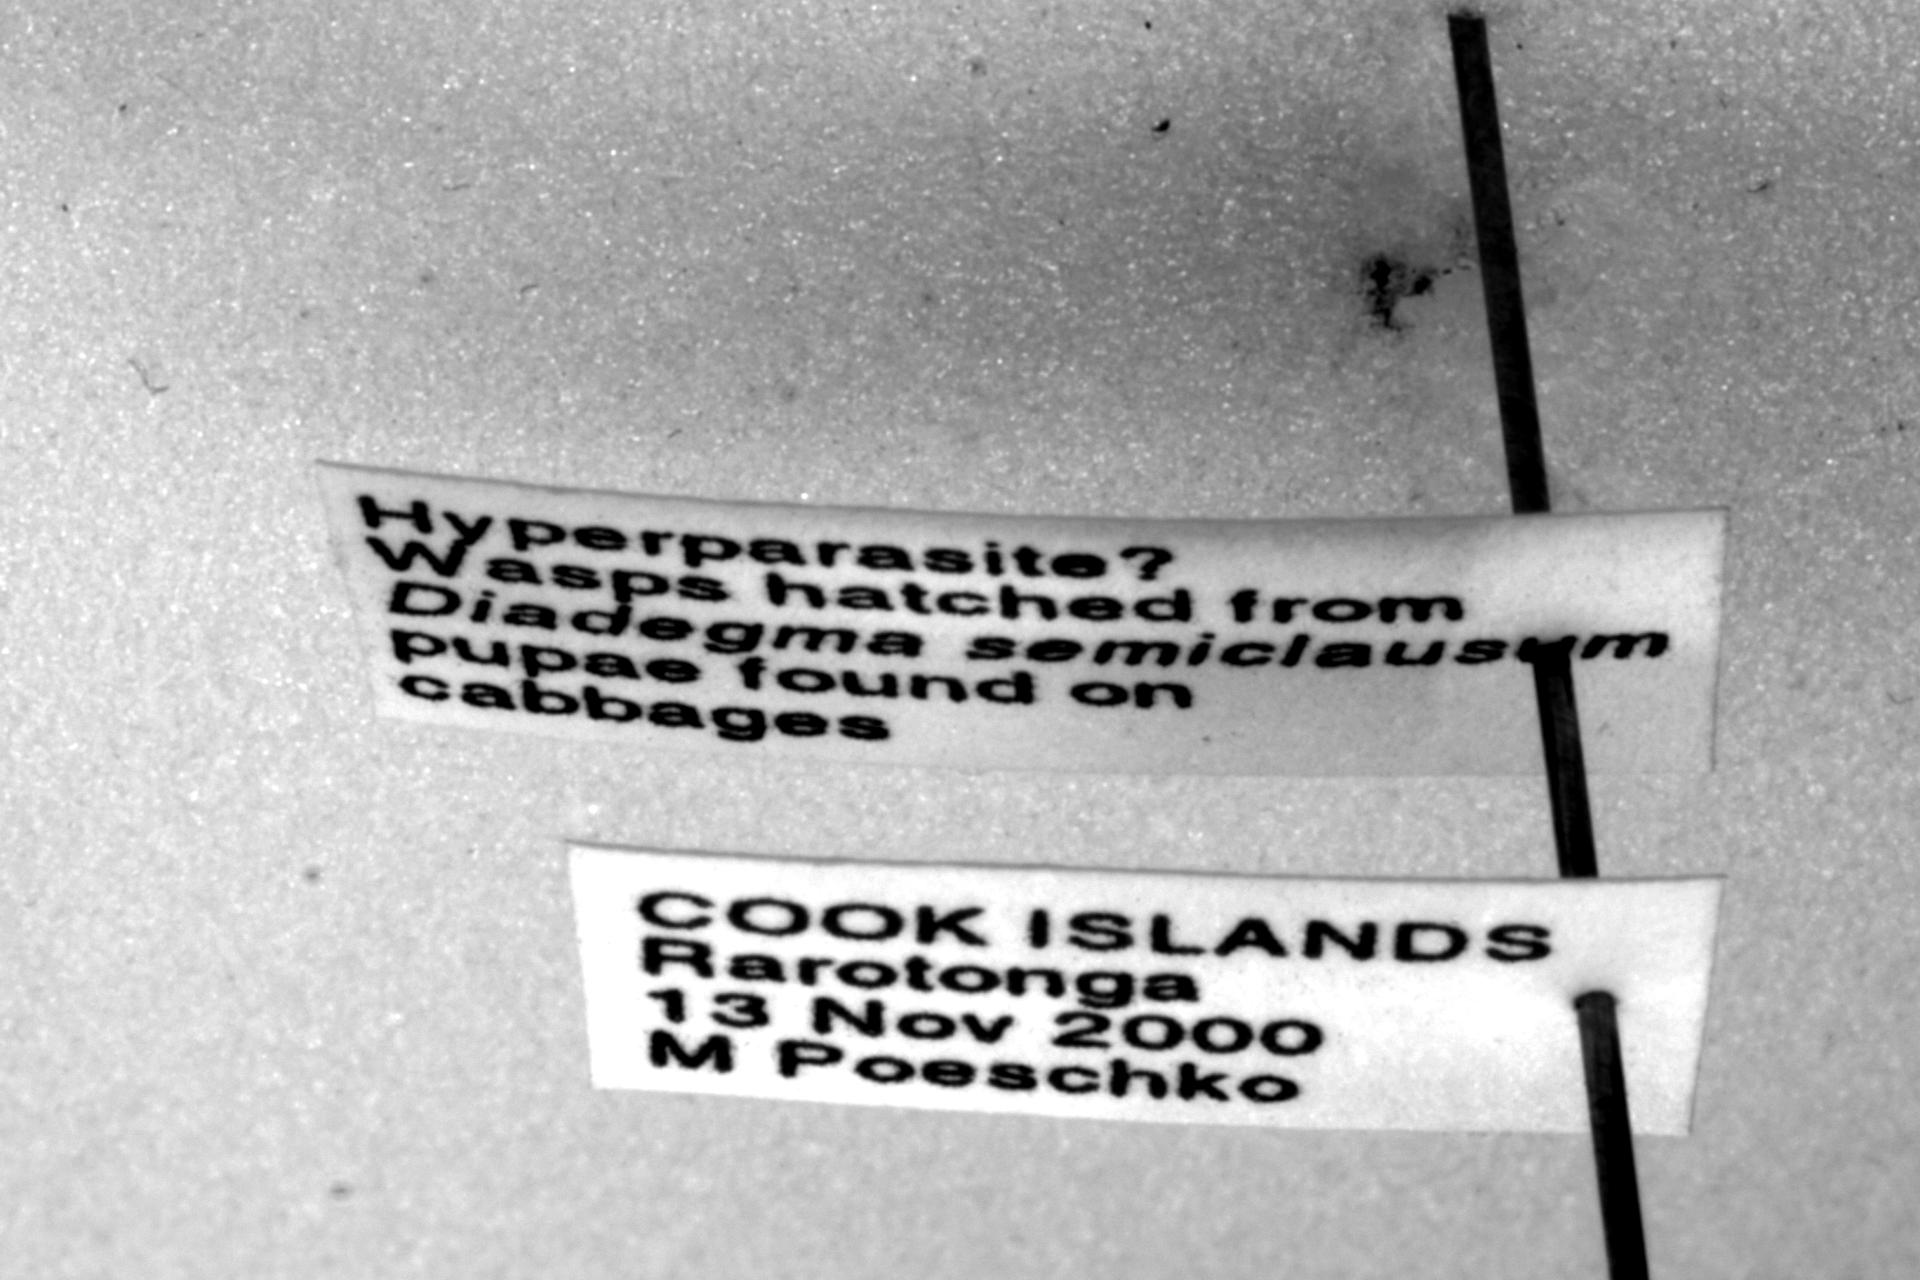 Hyperparasite?
Wasps hatched from
Diadegma semiclausum
pupae found on
cabbages
COOK ISLANDS
Rarotonga
13 Nov 2000
M Poeschko